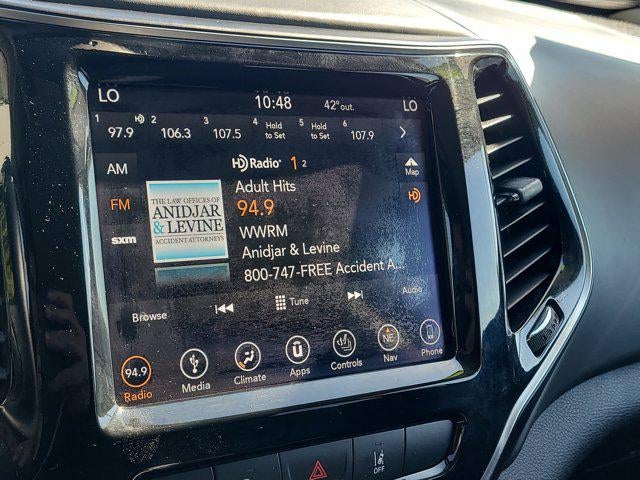 LO 10:48 42° out. LO
1 97.9 HD 2 106.3 3 107.5 4 Hold to Set 5 Hold to Set 6 107.9
AM
HD Radio 1 2
Map
Adult Hits
FM
94.9
HD
THE LAW OFFICES OF
ANIDJAR
& LEVINE
ACCIDENT ATTORNEYS
WWRM
sxm
Anidjar & Levine
800-747-FREE Accident A...
Browse
Tune
Audio
94.9
U
NE
Radio
Media
Climate
Apps
Controls
Nav
Phone
OFF